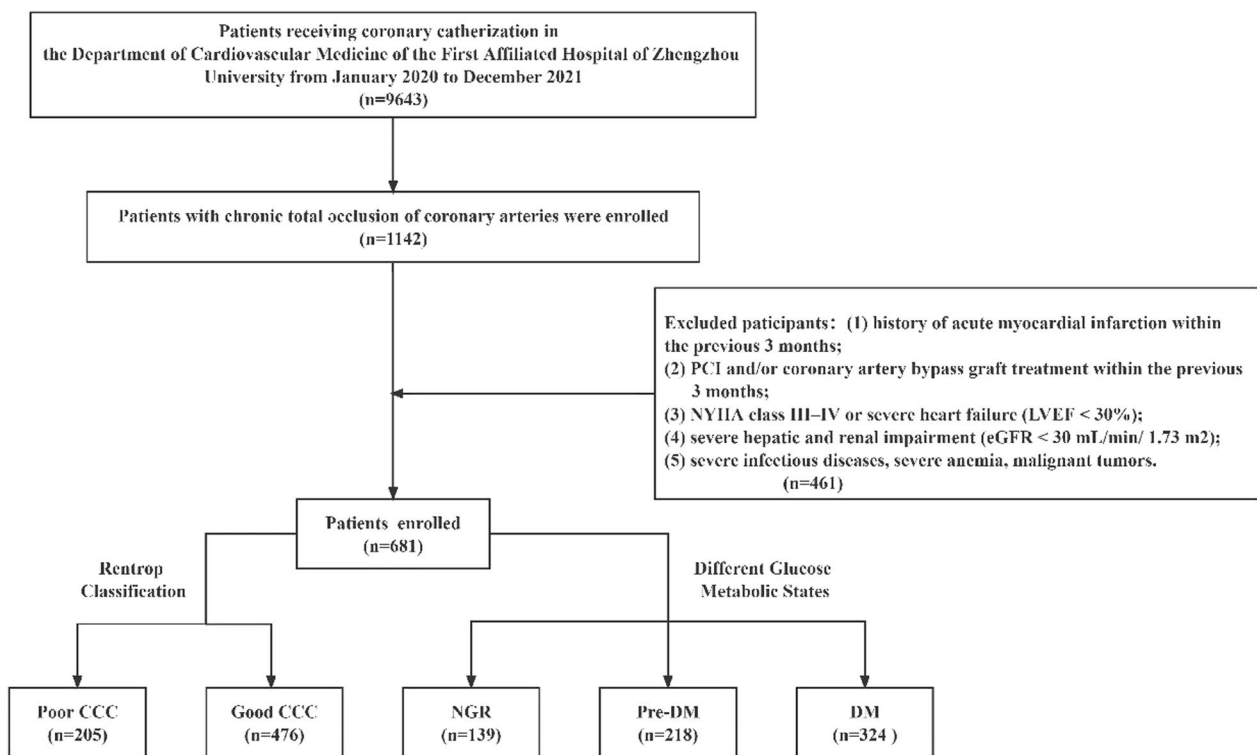 Patients receiving coronary catherization in
the Department of Cardiovascular Medicine of the First Affiliated Hospital of Zhengzhou
University from January 2020 to December 2021
(n=9643)
Patients with chronic total occlusion of coronary arteries were enrolled
(n=1142)
Excluded paticipants: (1) history of acute myocardial infarction within
the previous 3 months;
(2) PCI and/or coronary artery bypass graft treatment within the previous
3 months;
(3) NYHA class III–IV or severe heart failure (LVEF < 30%);
(4) severe hepatic and renal impairment (eGFR < 30 mL/min/ 1.73 m2);
(5) severe infectious diseases, severe anemia, malignant tumors.
(n=461)
Patients enrolled
(n=681)
Rentrop
Classification
Different Glucose
Metabolic States
Poor CCC
(n=205)
Good CCC
(n=476)
NGR
(n=139)
Pre-DM
(n=218)
DM
(n=324 )